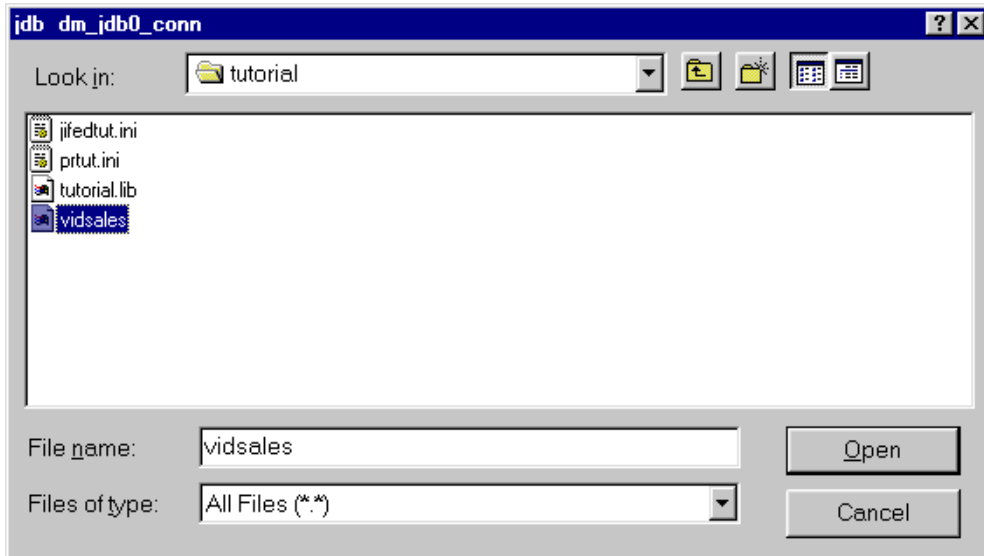 jdb dm_jdb0_conn
Look in: tutorial
jifedtut.ini
prtut.ini
tutorial.lib
vidsales
File name: vidsales Open
Files of type: All Files (*.*) Cancel